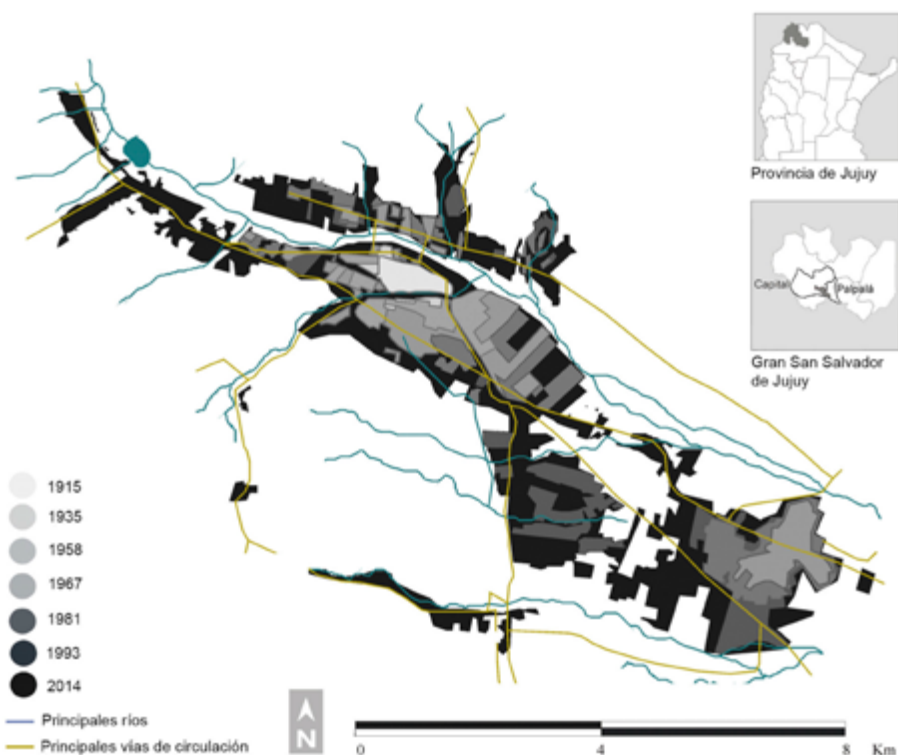 Provincia de Jujuy
Capital
Palpalá
Gran San Salvador
de Jujuy
1915
1935
1958
1967
1981
1993
2014
Principales ríos
Principales vías de circulación
N
0
4
8
Km